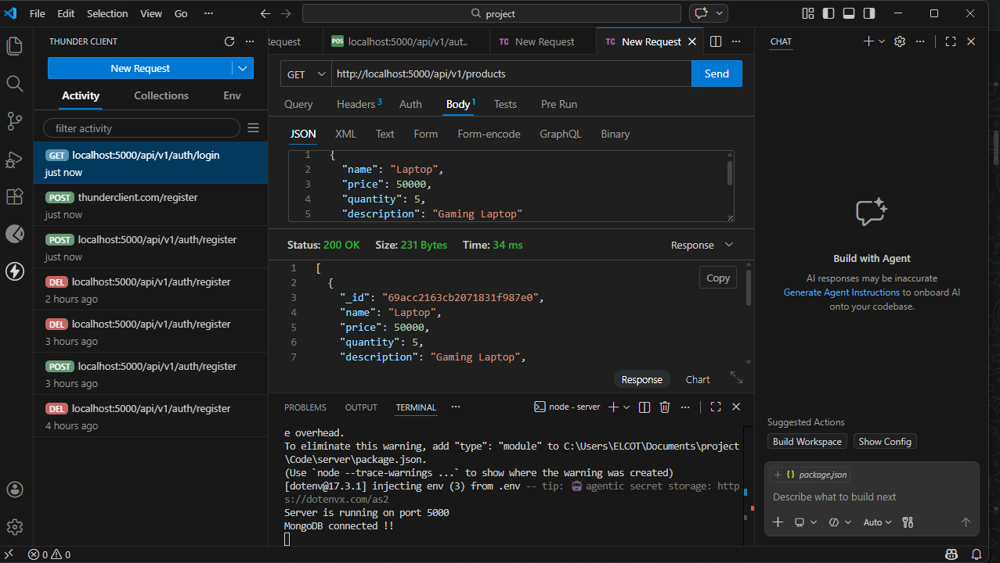 File Edit Selection View Go ··· project
THUNDER CLIENT ···
New Request
Activity Collections Env
filter activity
GET localhost:5000/api/v1/auth/login
just now
POST thunderclient.com/register
just now
POST localhost:5000/api/v1/auth/register
just now
DEL localhost:5000/api/v1/auth/register
2 hours ago
DEL localhost:5000/api/v1/auth/register
3 hours ago
POST localhost:5000/api/v1/auth/register
3 hours ago
DEL localhost:5000/api/v1/auth/register
4 hours ago
Request POS localhost:5000/api/v1/aut.. TC New Request TC New Request ···
GET http://localhost:5000/api/v1/products Send
Query Headers 3 Auth Body 1 Tests Pre Run
JSON XML Text Form Form-encode GraphQL Binary
1 {
2 "name": "Laptop",
3 "price": 50000,
4 "quantity": 5,
5 "description": "Gaming Laptop"
Status: 200 OK Size: 231 Bytes Time: 34 ms Response
Copy
1 [
2 {
3 "_id": "69acc2163cb2071831f987e0",
4 "name": "Laptop",
5 "price": 50000,
6 "quantity": 5,
7 "description": "Gaming Laptop",
Response Chart
PROBLEMS OUTPUT TERMINAL ··· node - server ···
e overhead.
To eliminate this warning, add "type": "module" to C:\Users\ELCOT\Documents\project
\Code\server\package.json.
(Use `node --trace-warnings ...` to show where the warning was created)
[dotenv@17.3.1] injecting env (3) from .env -- tip: 🤖 agentic secret storage: http
s://dotenvx.com/as2
Server is running on port 5000
MongoDB connected !!
CHAT ···
Build with Agent
AI responses may be inaccurate
Generate Agent Instructions to onboard AI
onto your codebase.
Suggested Actions
Build Workspace Show Config
+ {} package.json
Describe what to build next
Auto
0 0